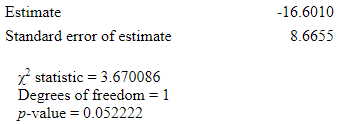 Estimate -16.6010
Standard error of estimate 8.6655
χ² statistic = 3.670086
Degrees of freedom = 1
p-value = 0.052222